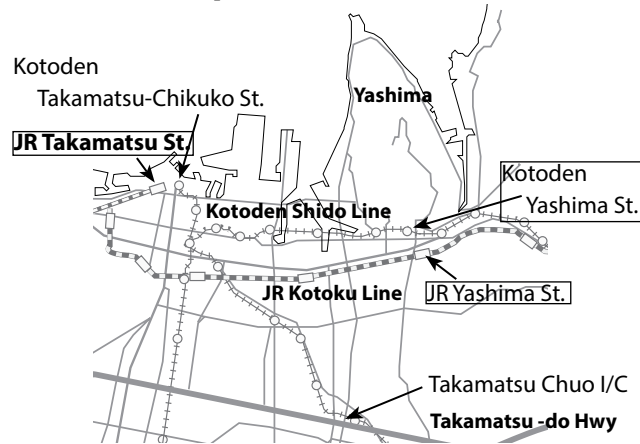 Kotoden
Takamatsu-Chikuko St.
JR Takamatsu St.
Yashima
Kotoden
Yashima St.
Kotoden Shido Line
JR Kotoku Line
JR Yashima St.
Takamatsu Chuo I/C
Takamatsu -do Hwy